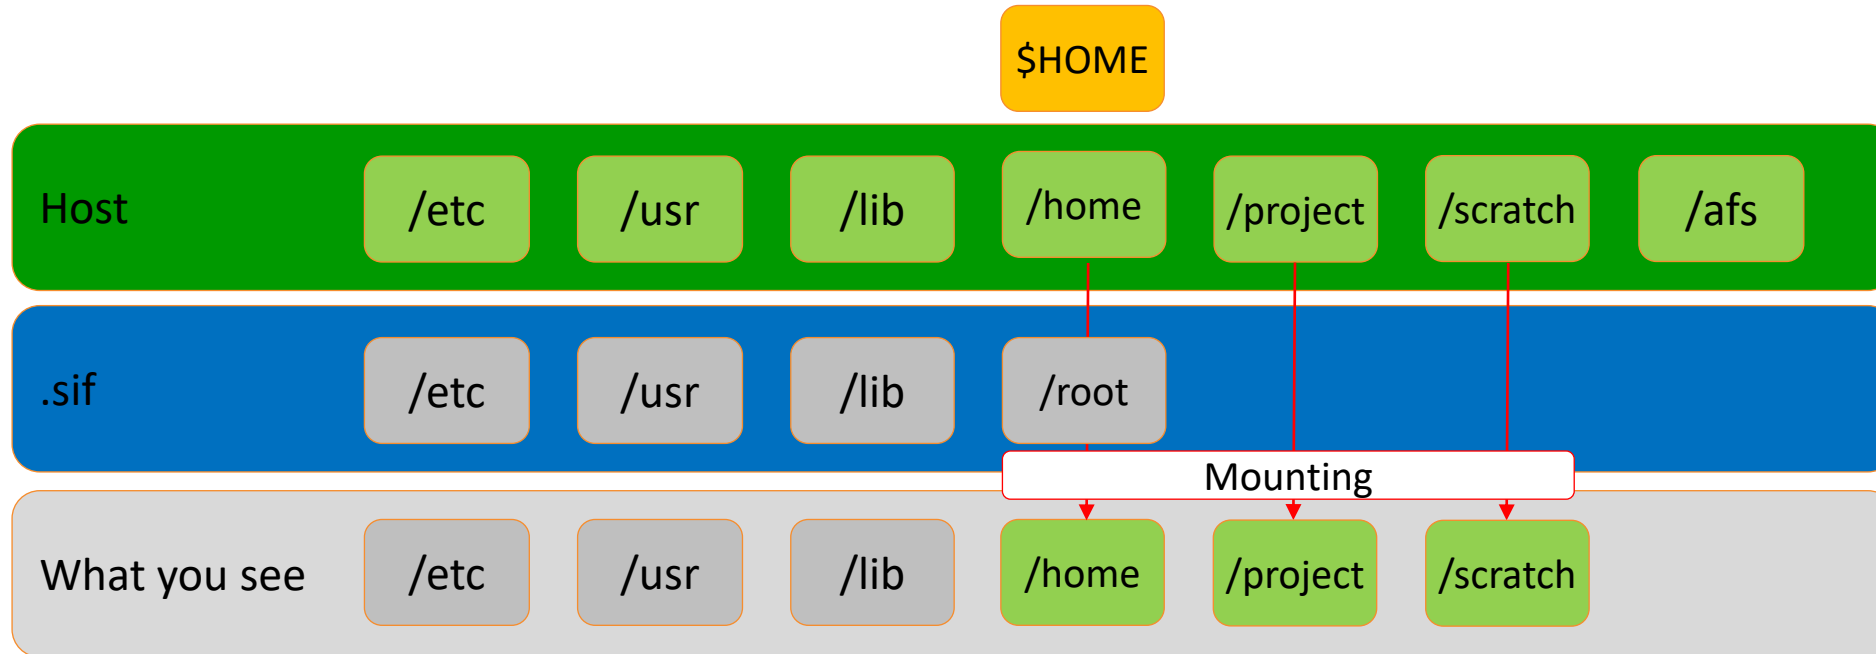 $HOME
Host /etc /usr /lib /home /project /scratch /afs
.sif /etc /usr /lib /root
Mounting
What you see /etc /usr /lib /home /project /scratch